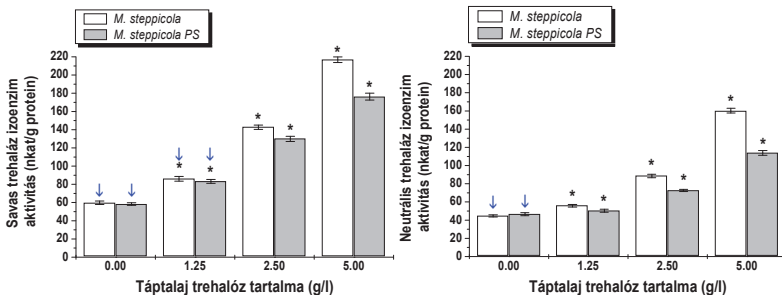 M. steppicola
M. steppicola PS
Savas trehaláz izoenzim
aktivitás (nkat/g protein)
220
200
180
160
140
120
100
80
60
40
20
0
* * * * * *
0.00 1.25 2.50 5.00
Táptalaj trehalóz tartalma (g/l)
M. steppicola
M. steppicola PS
Neutrális trehaláz izoenzim
aktivitás (nkat/g protein)
220
200
180
160
140
120
100
80
60
40
20
0
* * * * * *
0.00 1.25 2.50 5.00
Táptalaj trehalóz tartalma (g/l)